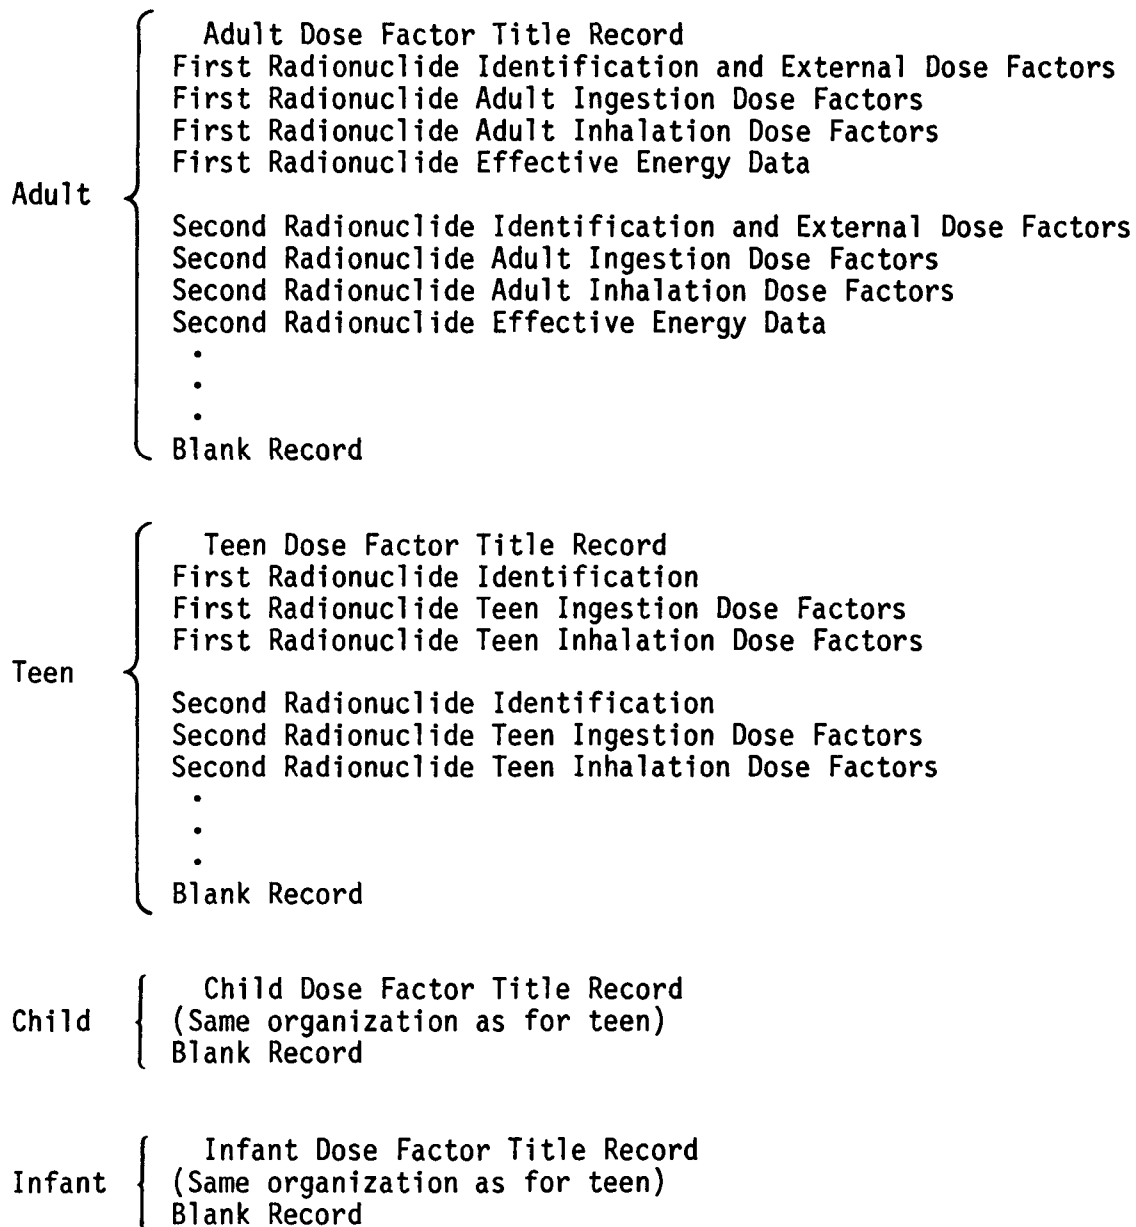 Adult
Adult Dose Factor Title Record
First Radionuclide Identification and External Dose Factors
First Radionuclide Adult Ingestion Dose Factors
First Radionuclide Adult Inhalation Dose Factors
First Radionuclide Effective Energy Data
Second Radionuclide Identification and External Dose Factors
Second Radionuclide Adult Ingestion Dose Factors
Second Radionuclide Adult Inhalation Dose Factors
Second Radionuclide Effective Energy Data
.
.
.
Blank Record
Teen
Teen Dose Factor Title Record
First Radionuclide Identification
First Radionuclide Teen Ingestion Dose Factors
First Radionuclide Teen Inhalation Dose Factors
Second Radionuclide Identification
Second Radionuclide Teen Ingestion Dose Factors
Second Radionuclide Teen Inhalation Dose Factors
.
.
.
Blank Record
Child
Child Dose Factor Title Record
(Same organization as for teen)
Blank Record
Infant
Infant Dose Factor Title Record
(Same organization as for teen)
Blank Record